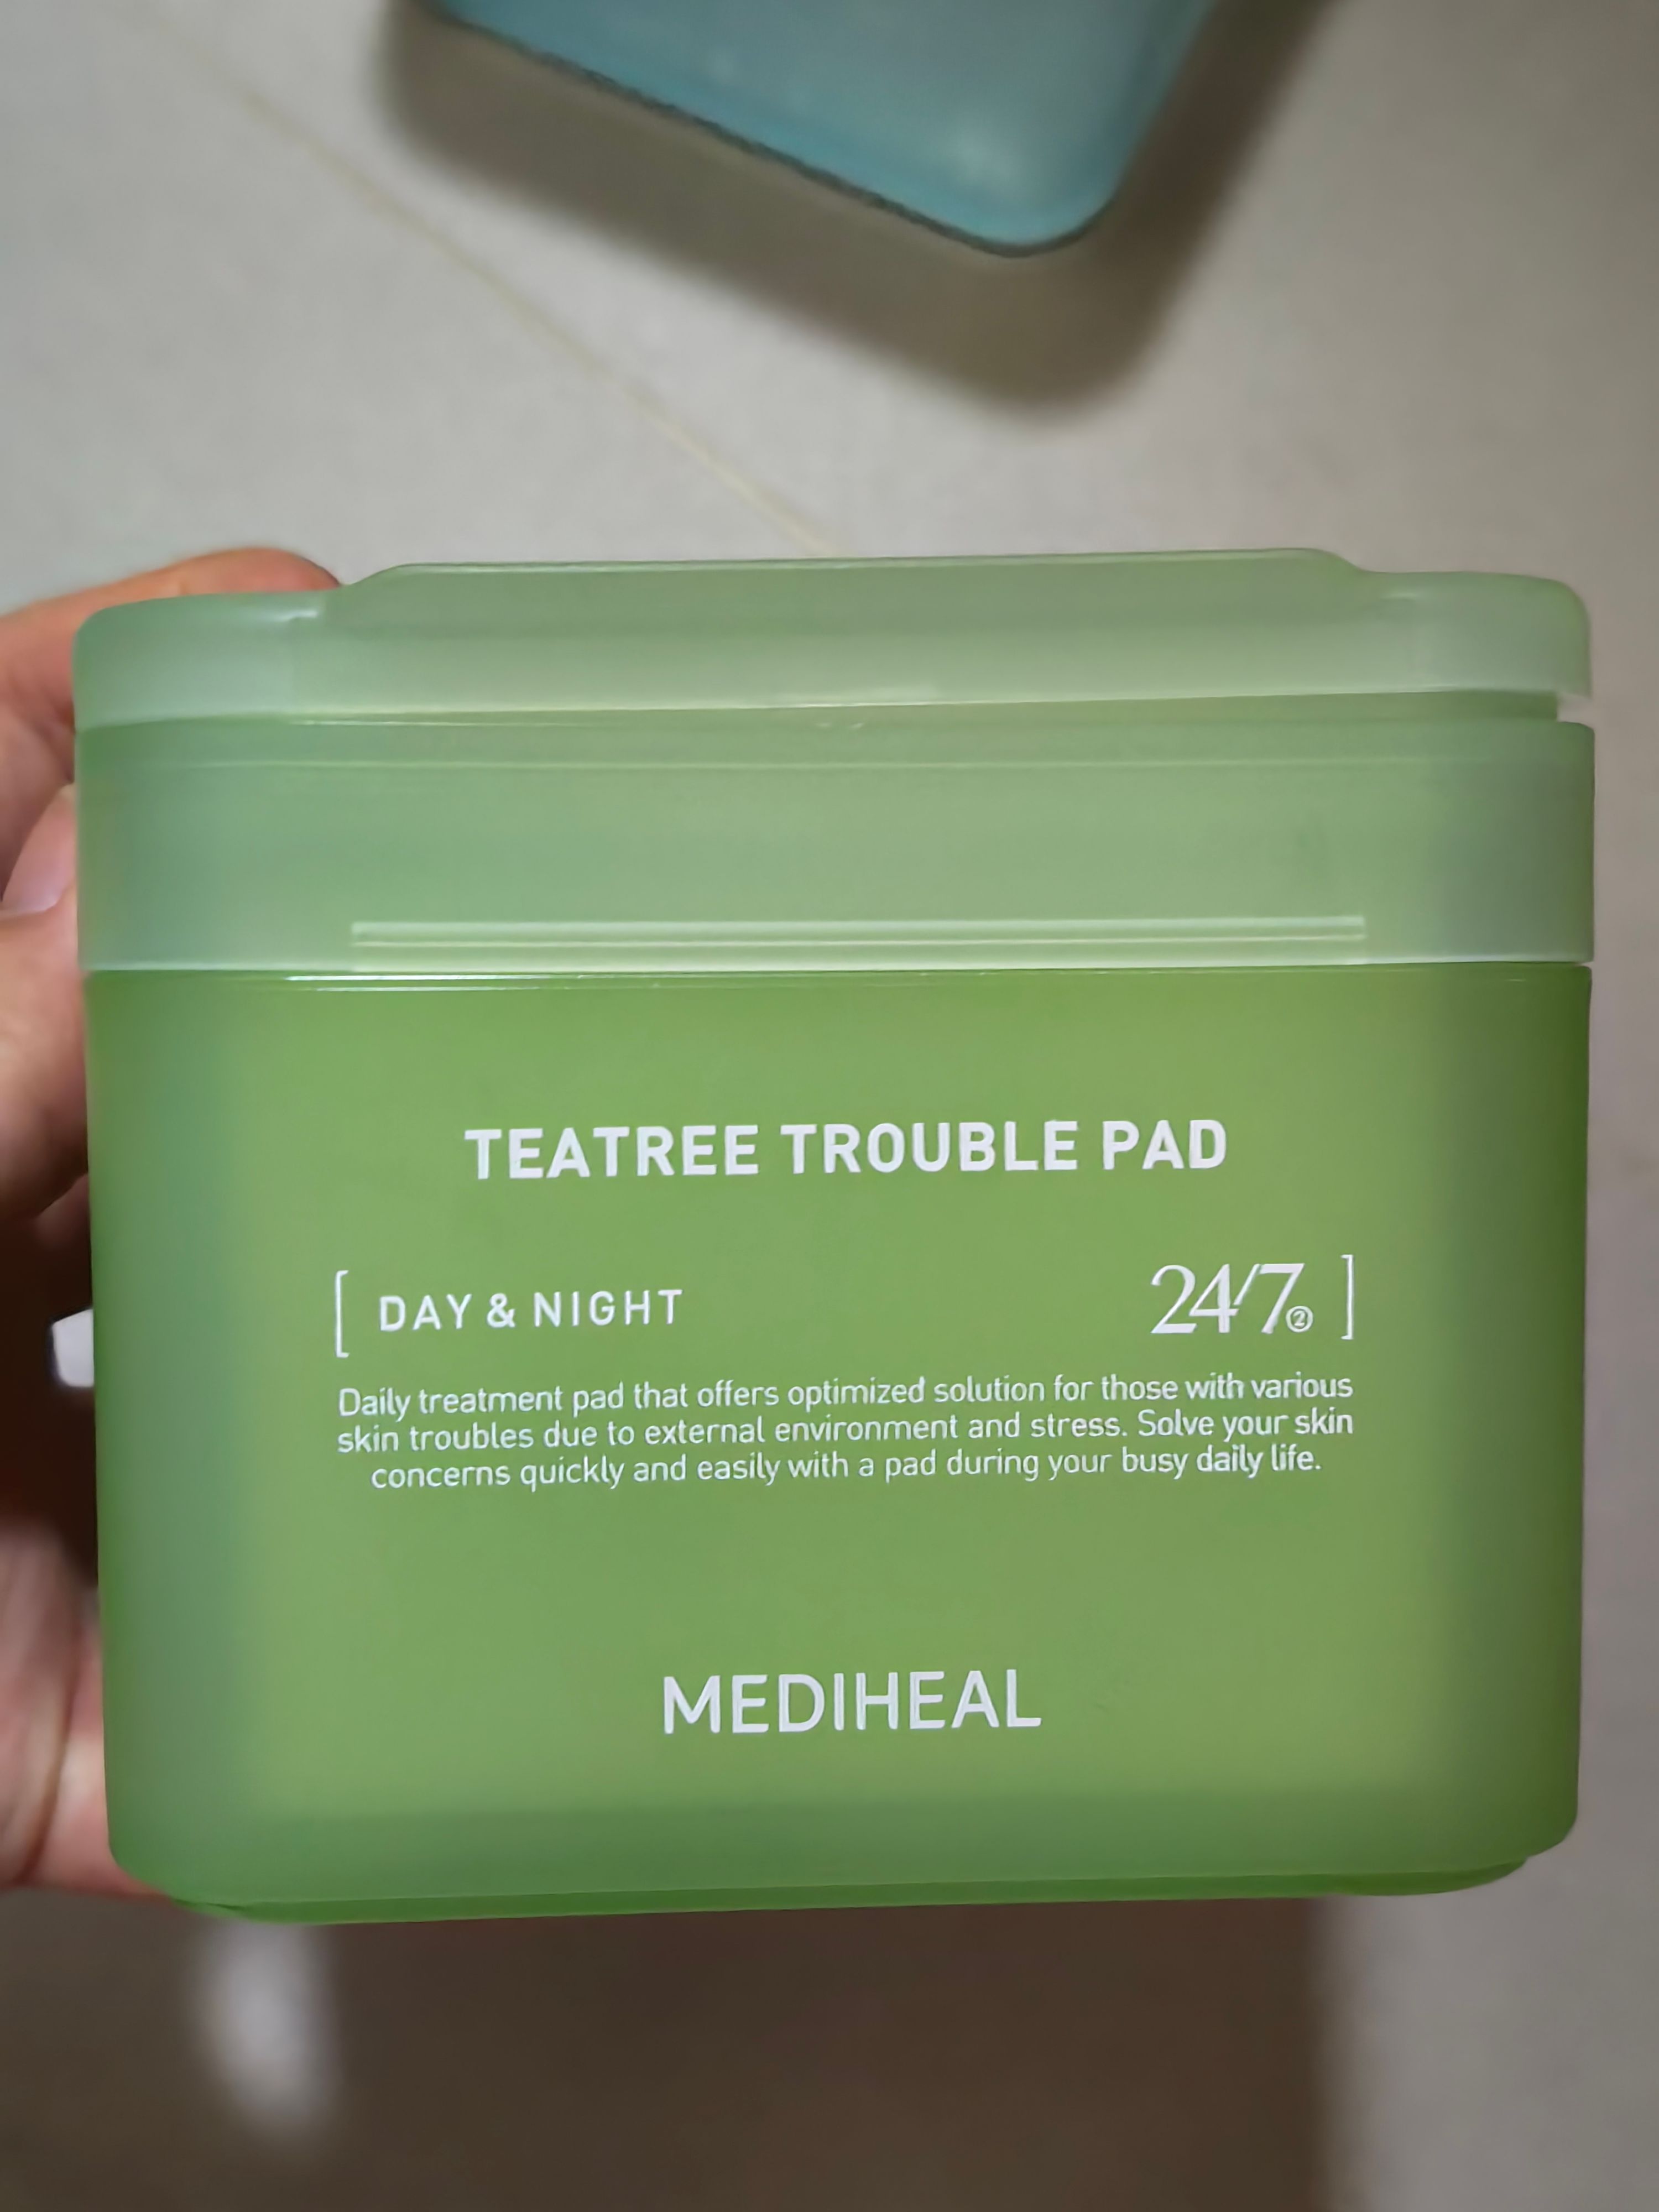 TEATREE TROUBLE PAD
[ DAY & NIGHT 24/7② ]
Daily treatment pad that offers optimized solution for those with various
skin troubles due to external environment and stress. Solve your skin
concerns quickly and easily with a pad during your busy daily life.
MEDIHEAL